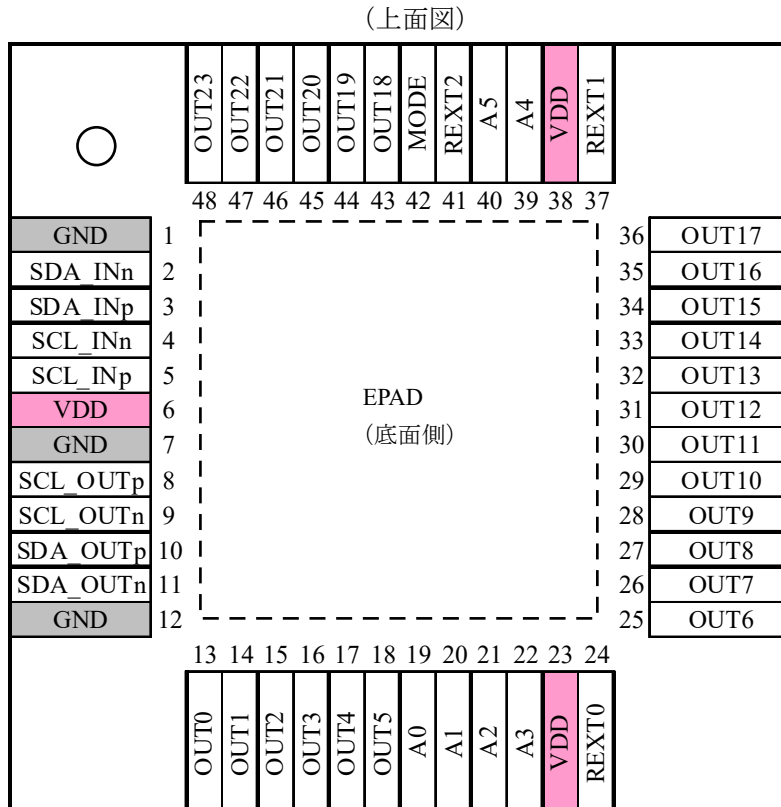 （上面図）
OUT23
OUT22
OUT21
OUT20
OUT19
OUT18
MODE
REXT2
A5
A4
VDD
REXT1
48 47 46 45 44 43 42 41 40 39 38 37
GND 1
SDA_INn 2
SDA_INp 3
SCL_INn 4
SCL_INp 5
VDD 6
GND 7
SCL_OUTp 8
SCL_OUTn 9
SDA_OUTp 10
SDA_OUTn 11
GND 12
EPAD
（底面側）
36 OUT17
35 OUT16
34 OUT15
33 OUT14
32 OUT13
31 OUT12
30 OUT11
29 OUT10
28 OUT9
27 OUT8
26 OUT7
25 OUT6
13 14 15 16 17 18 19 20 21 22 23 24
OUT0
OUT1
OUT2
OUT3
OUT4
OUT5
A0
A1
A2
A3
VDD
REXT0